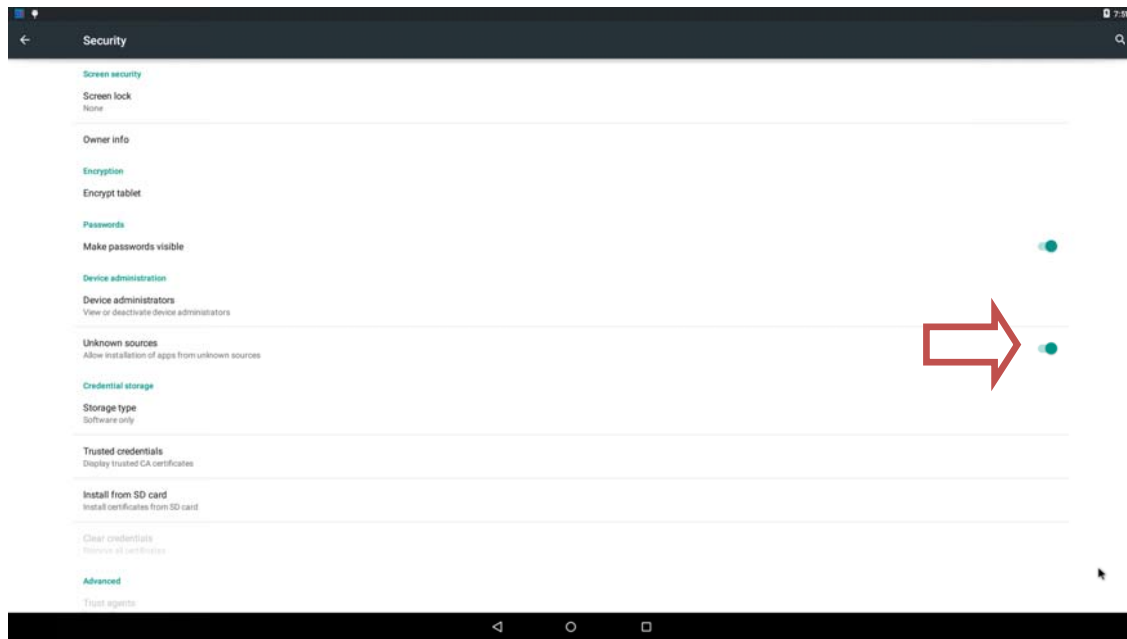 Security
Screen security
Screen lock
None
Owner info
Encryption
Encrypt tablet
Passwords
Make passwords visible
Device administration
Device administrators
View or deactivate device administrators
Unknown sources
Allow installation of apps from unknown sources
Credential storage
Storage type
Software only
Trusted credentials
Display trusted CA certificates
Install from SD card
Install certificates from SD card
Clear credentials
Remove all certificates
Advanced
Trust agents